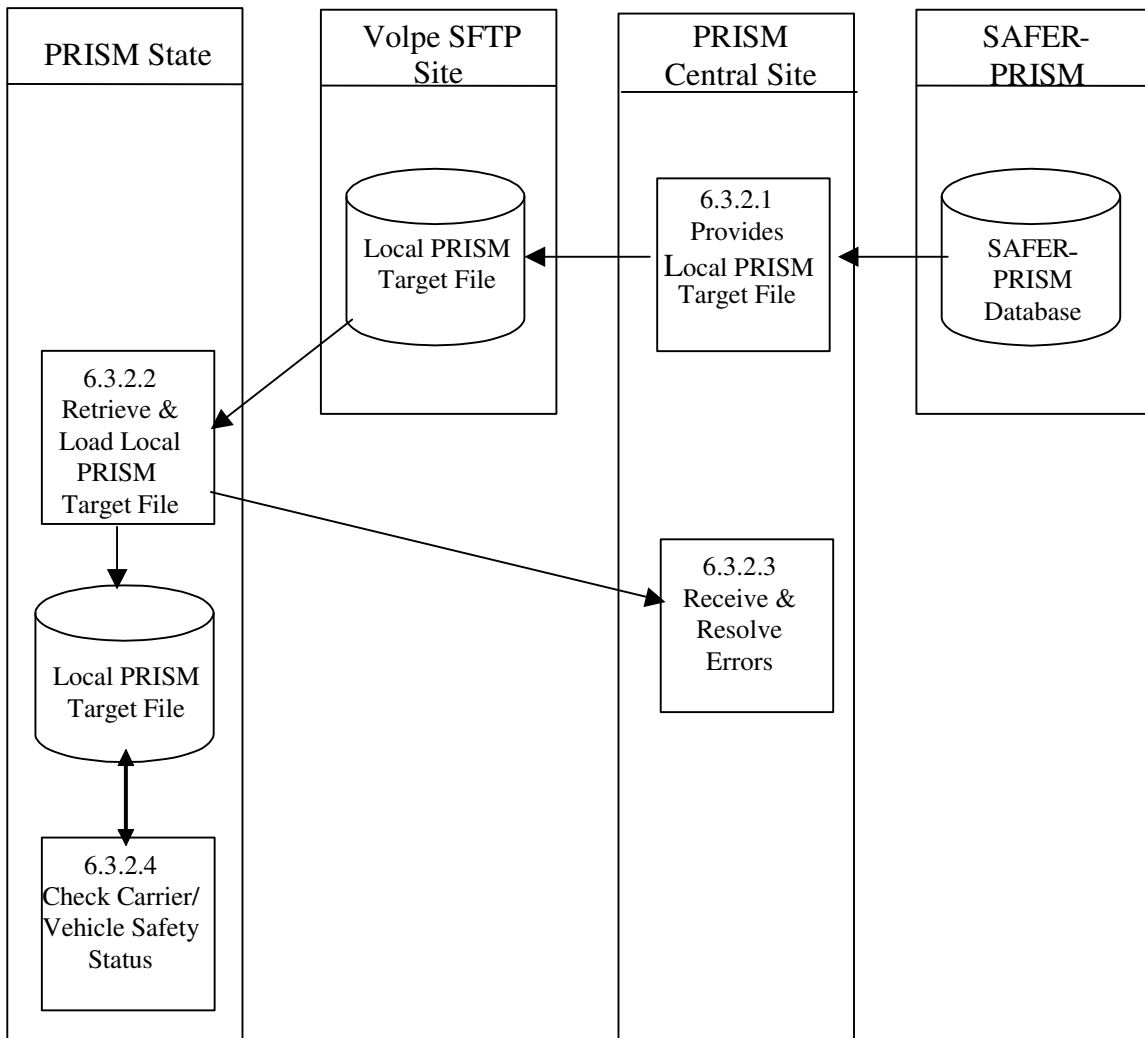 PRISM State
Volpe SFTP
Site
PRISM
Central Site
SAFER-
PRISM
Local PRISM
Target File
6.3.2.1
Provides
Local PRISM
Target File
SAFER-
PRISM
Database
6.3.2.2
Retrieve &
Load Local
PRISM
Target File
6.3.2.3
Receive &
Resolve
Errors
Local PRISM
Target File
6.3.2.4
Check Carrier/
Vehicle Safety
Status